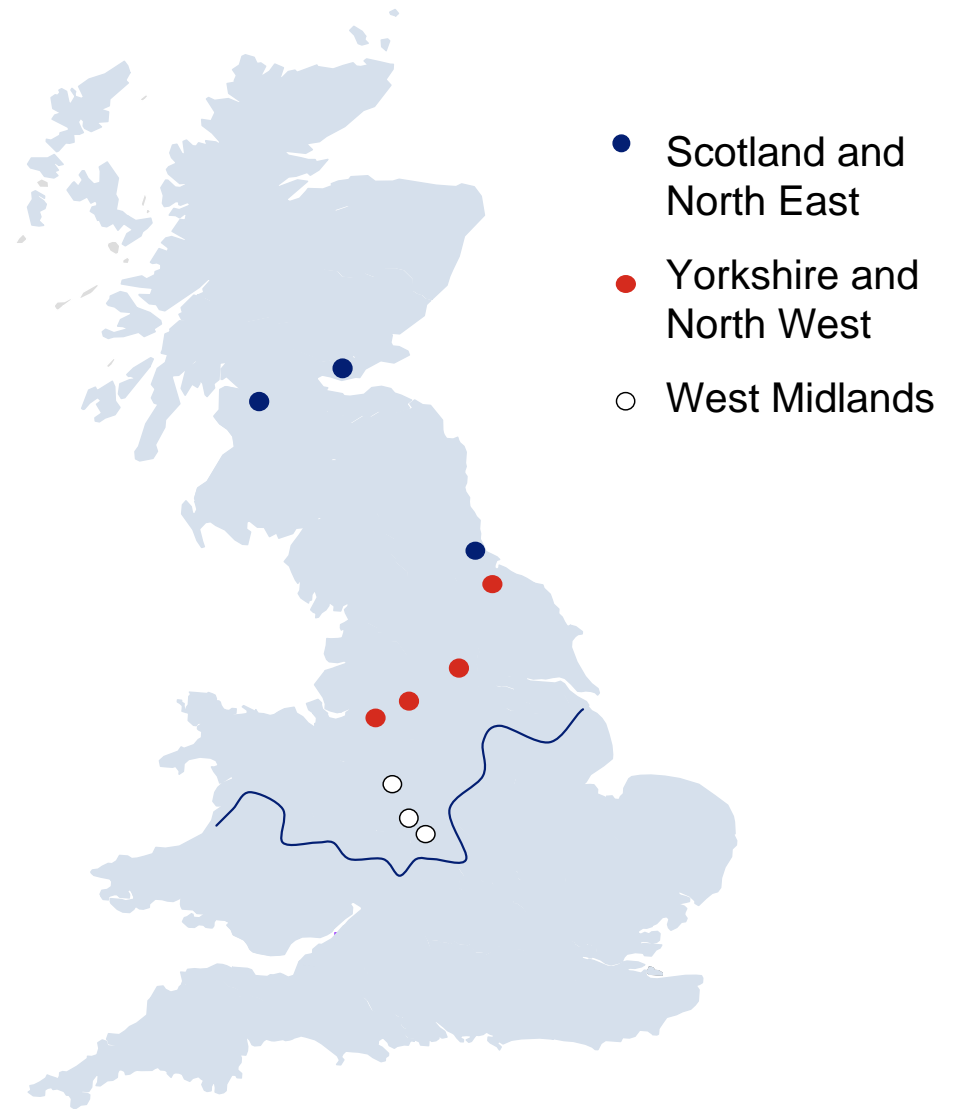 Scotland and
North East
Yorkshire and
North West
West Midlands